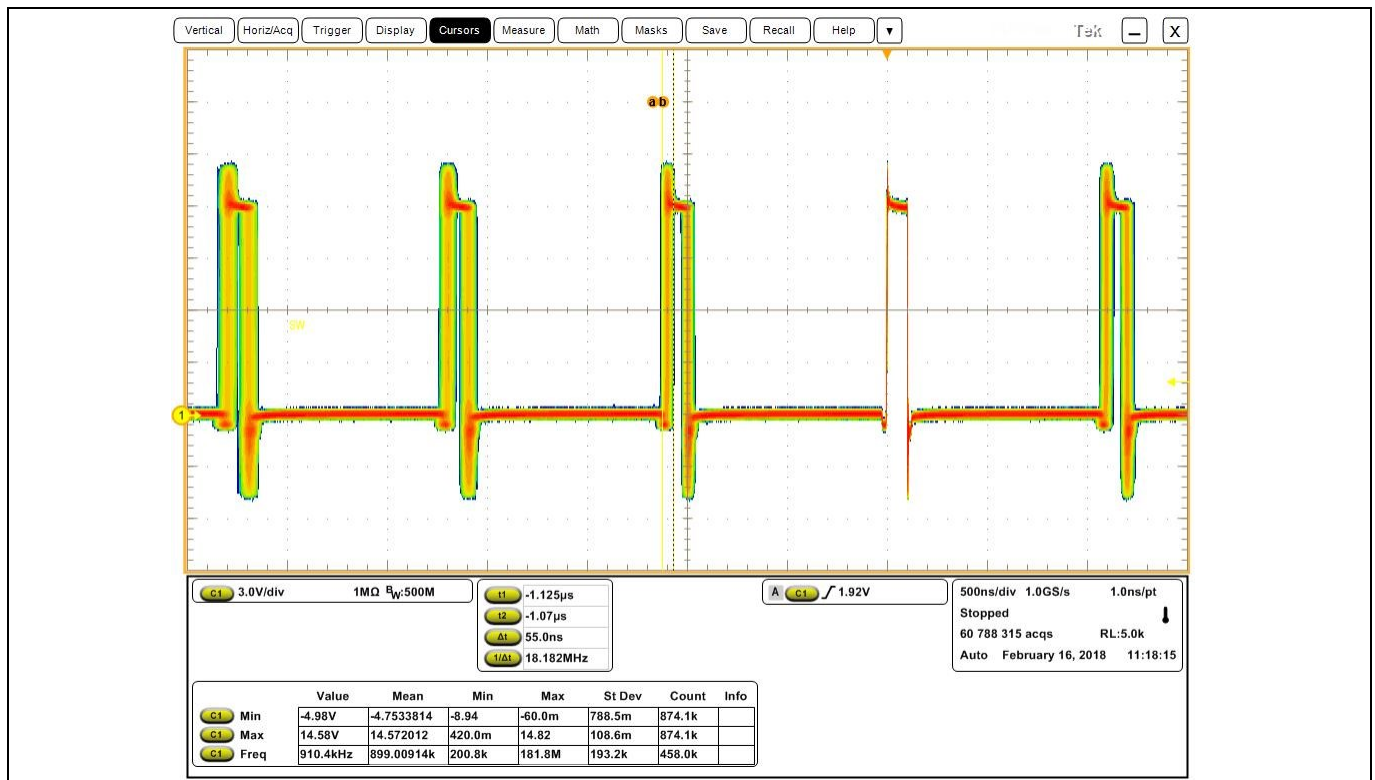 Vertical Horiz/Acq Trigger Display Cursors Measure Math Masks Save Recall Help ▼ Tek X
a b
SW
1
C1 3.0V/div 1MΩ BW:500M
t1 -1.125µs
t2 -1.07µs
Δt 55.0ns
1/Δt 18.182MHz
A C1 1.92V
500ns/div 1.0GS/s 1.0ns/pt
Stopped
60 788 315 acqs RL:5.0k
Auto February 16, 2018 11:18:15
Value Mean Min Max St Dev Count Info
C1 Min -4.98V -4.7533814 -8.94 -60.0m 788.5m 874.1k
C1 Max 14.58V 14.572012 420.0m 14.82 108.6m 874.1k
C1 Freq 910.4kHz 899.00914k 200.8k 181.8M 193.2k 458.0k